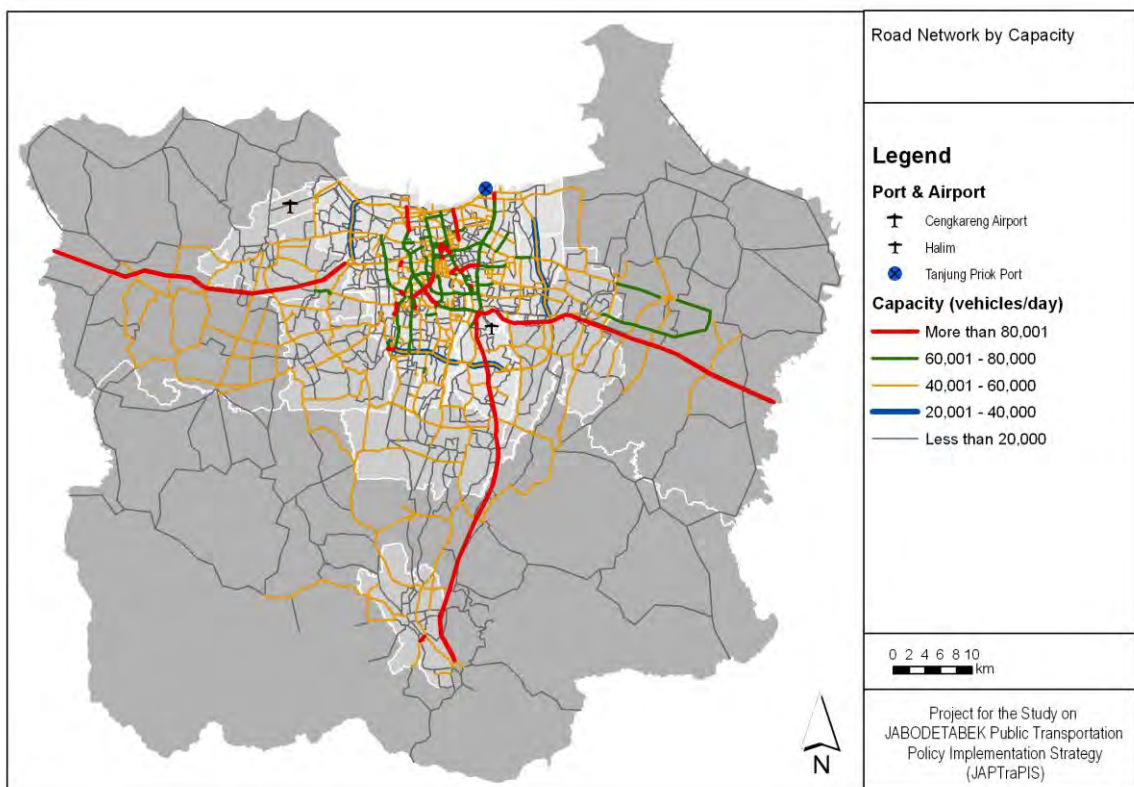 Road Network by Capacity
Legend
Port & Airport
Cengkareng Airport
Halim
Tanjung Priok Port
Capacity (vehicles/day)
More than 80,001
60,001 - 80,000
40,001 - 60,000
20,001 - 40,000
Less than 20,000
0 2 4 6 8 10
km
N
Project for the Study on
JABODETABEK Public Transportation
Policy Implementation Strategy
(JAPTraPIS)